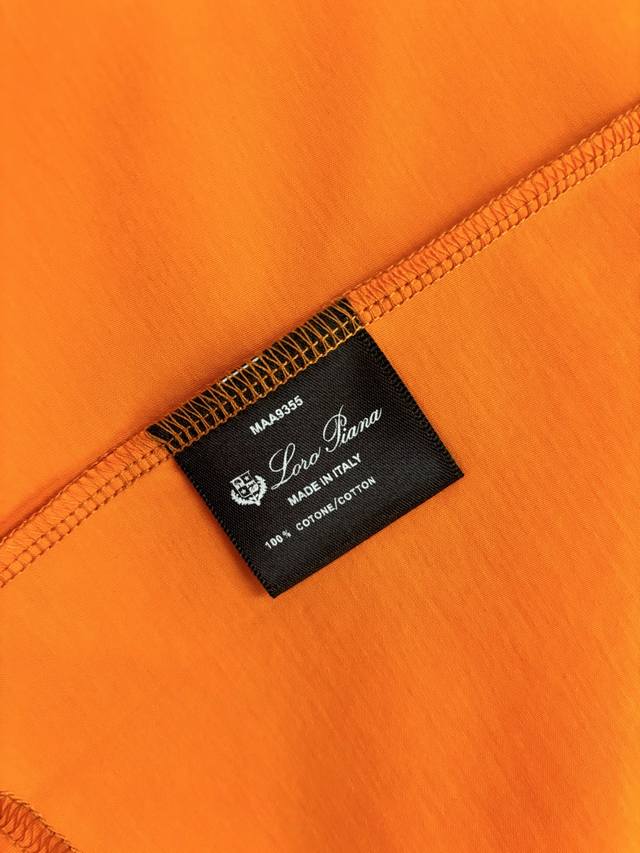 MAA9355
Loro Piana
MADE IN ITALY
100% COTONE/COTTON